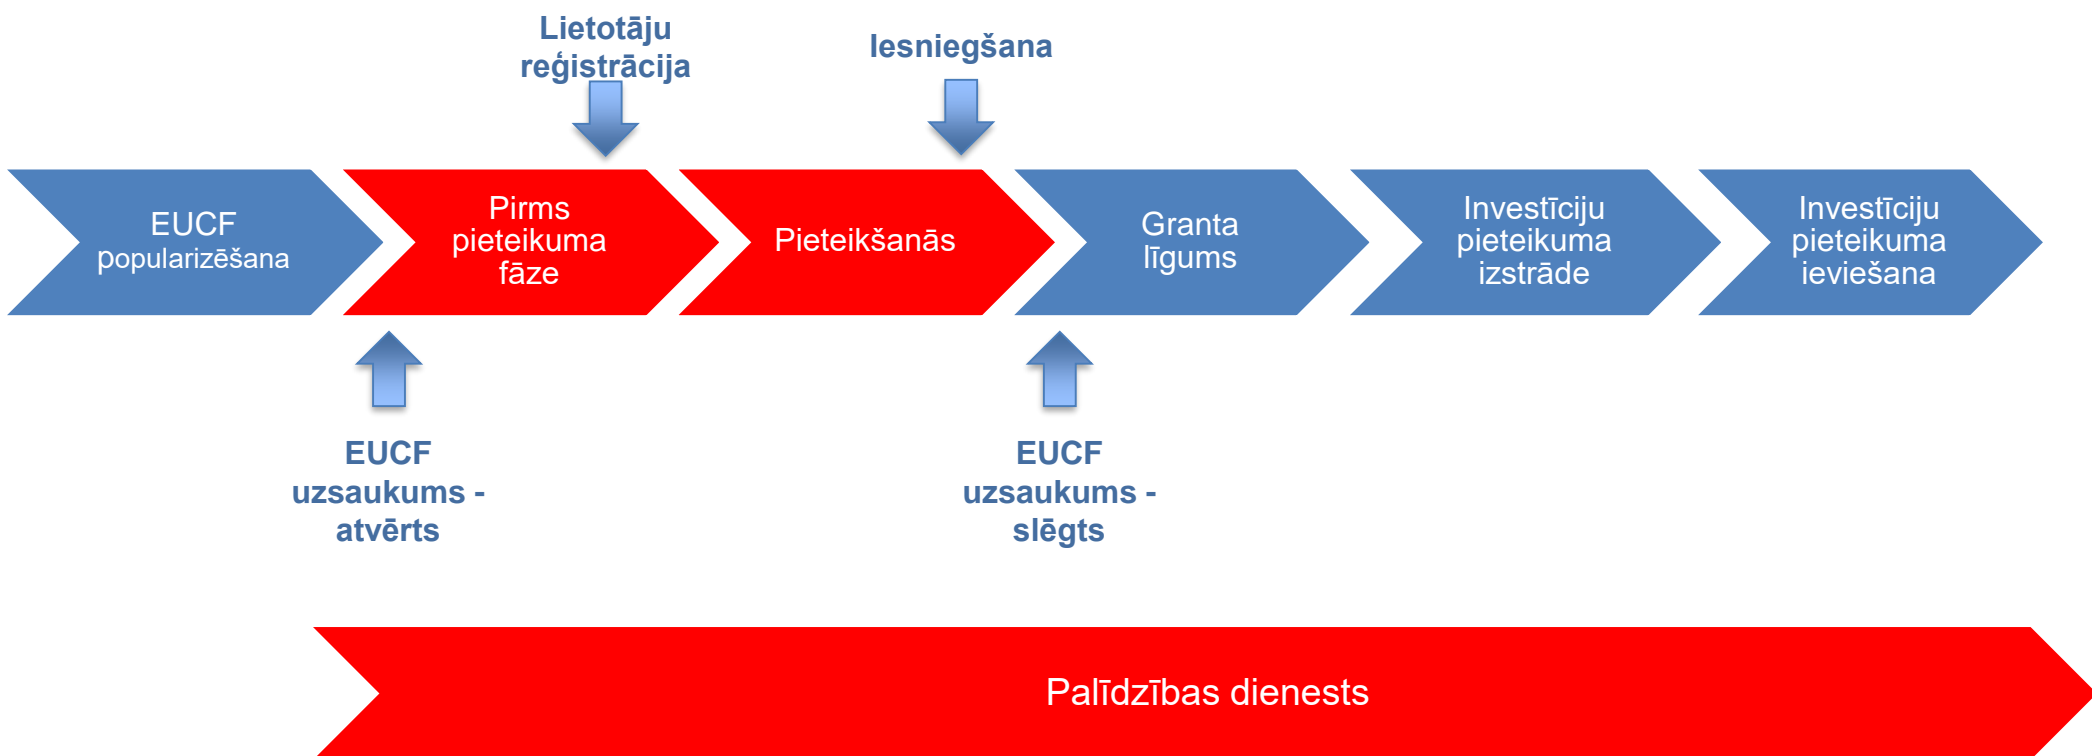 Lietotāju
reģistrācija
Iesniegšana
EUCF
popularizēšana
Pirms
pieteikuma
fāze
Pieteikšanās
Granta
līgums
Investīciju
pieteikuma
izstrāde
Investīciju
pieteikuma
ieviešana
EUCF
uzsaukums -
atvērts
EUCF
uzsaukums -
slēgts
Palīdzības dienests